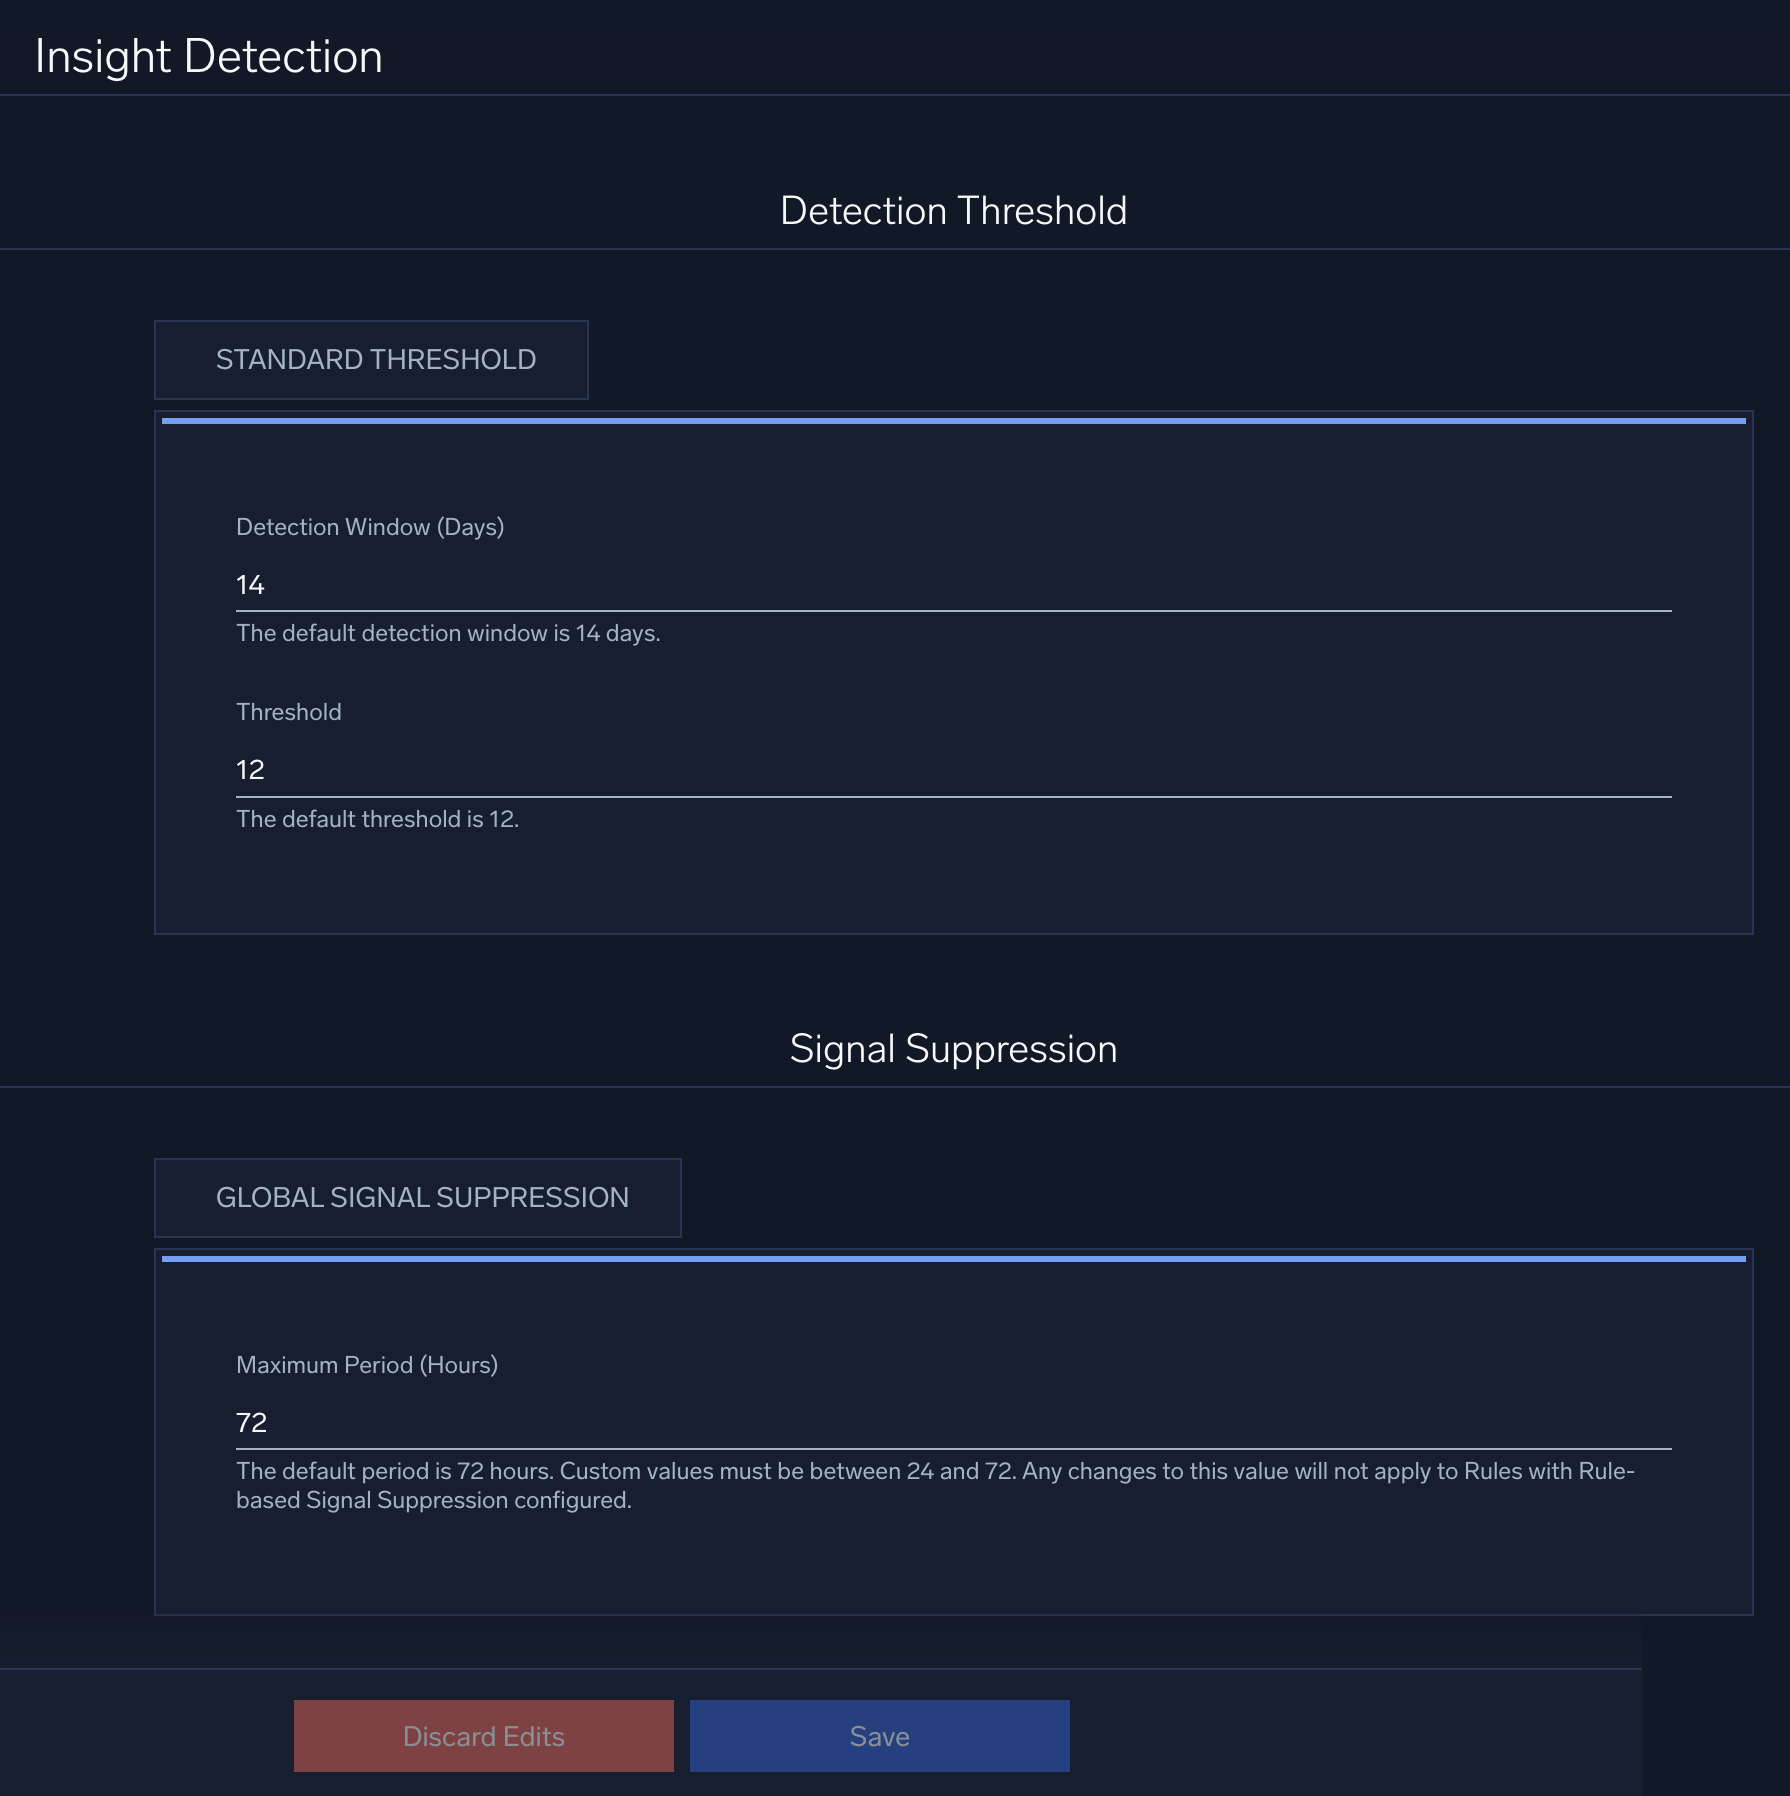 Insight Detection
Detection Threshold
STANDARD THRESHOLD
Detection Window (Days)
14
The default detection window is 14 days.
Threshold
12
The default threshold is 12.
Signal Suppression
GLOBAL SIGNAL SUPPRESSION
Maximum Period (Hours)
72
The default period is 72 hours. Custom values must be between 24 and 72. Any changes to this value will not apply to Rules with Rule-
based Signal Suppression configured.
Discard Edits
Save